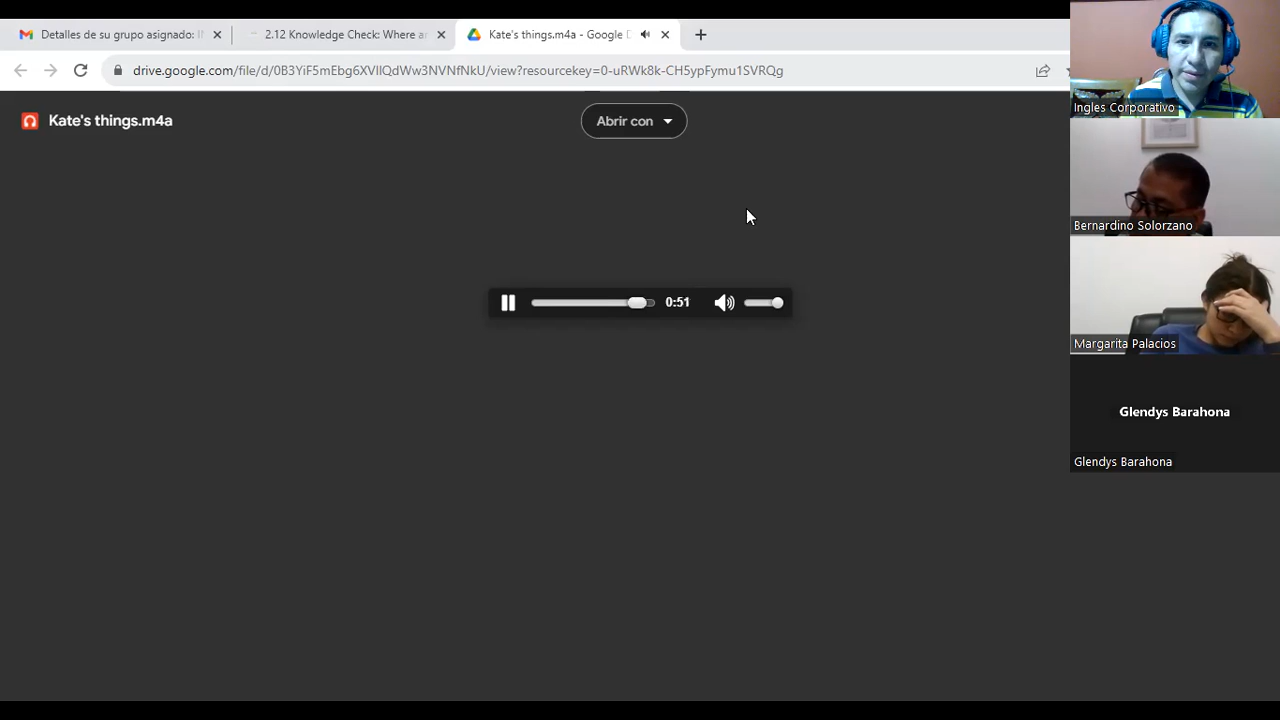 Detalles de su grupo asignado: I
2.12 Knowledge Check: Where a
Kate's things.m4a - Google D
drive.google.com/file/d/0B3YiF5mEbg6XVllQdWw3NVNfNkU/view?resourcekey=0-uRWk8k-CH5ypFymu1SVRQg
Kate's things.m4a
Abrir con
0:51
Ingles Corporativo
Bernardino Solorzano
Margarita Palacios
Glendys Barahona
Glendys Barahona